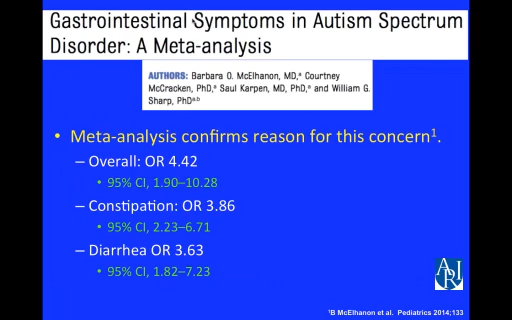 Gastrointestinal Symptoms in Autism Spectrum
Disorder: A Meta-analysis
AUTHORS: Barbara O. McElhanon, MD,ᵃ Courtney
McCracken, PhD,ᵃ Saul Karpen, MD, PhD,ᵃ and William G.
Sharp, PhDᵃ,ᵇ
• Meta-analysis confirms reason for this concern¹.
– Overall: OR 4.42
• 95% CI, 1.90–10.28
– Constipation: OR 3.86
• 95% CI, 2.23–6.71
– Diarrhea OR 3.63
• 95% CI, 1.82–7.23
ARI
¹B McElhanon et al. Pediatrics 2014;133